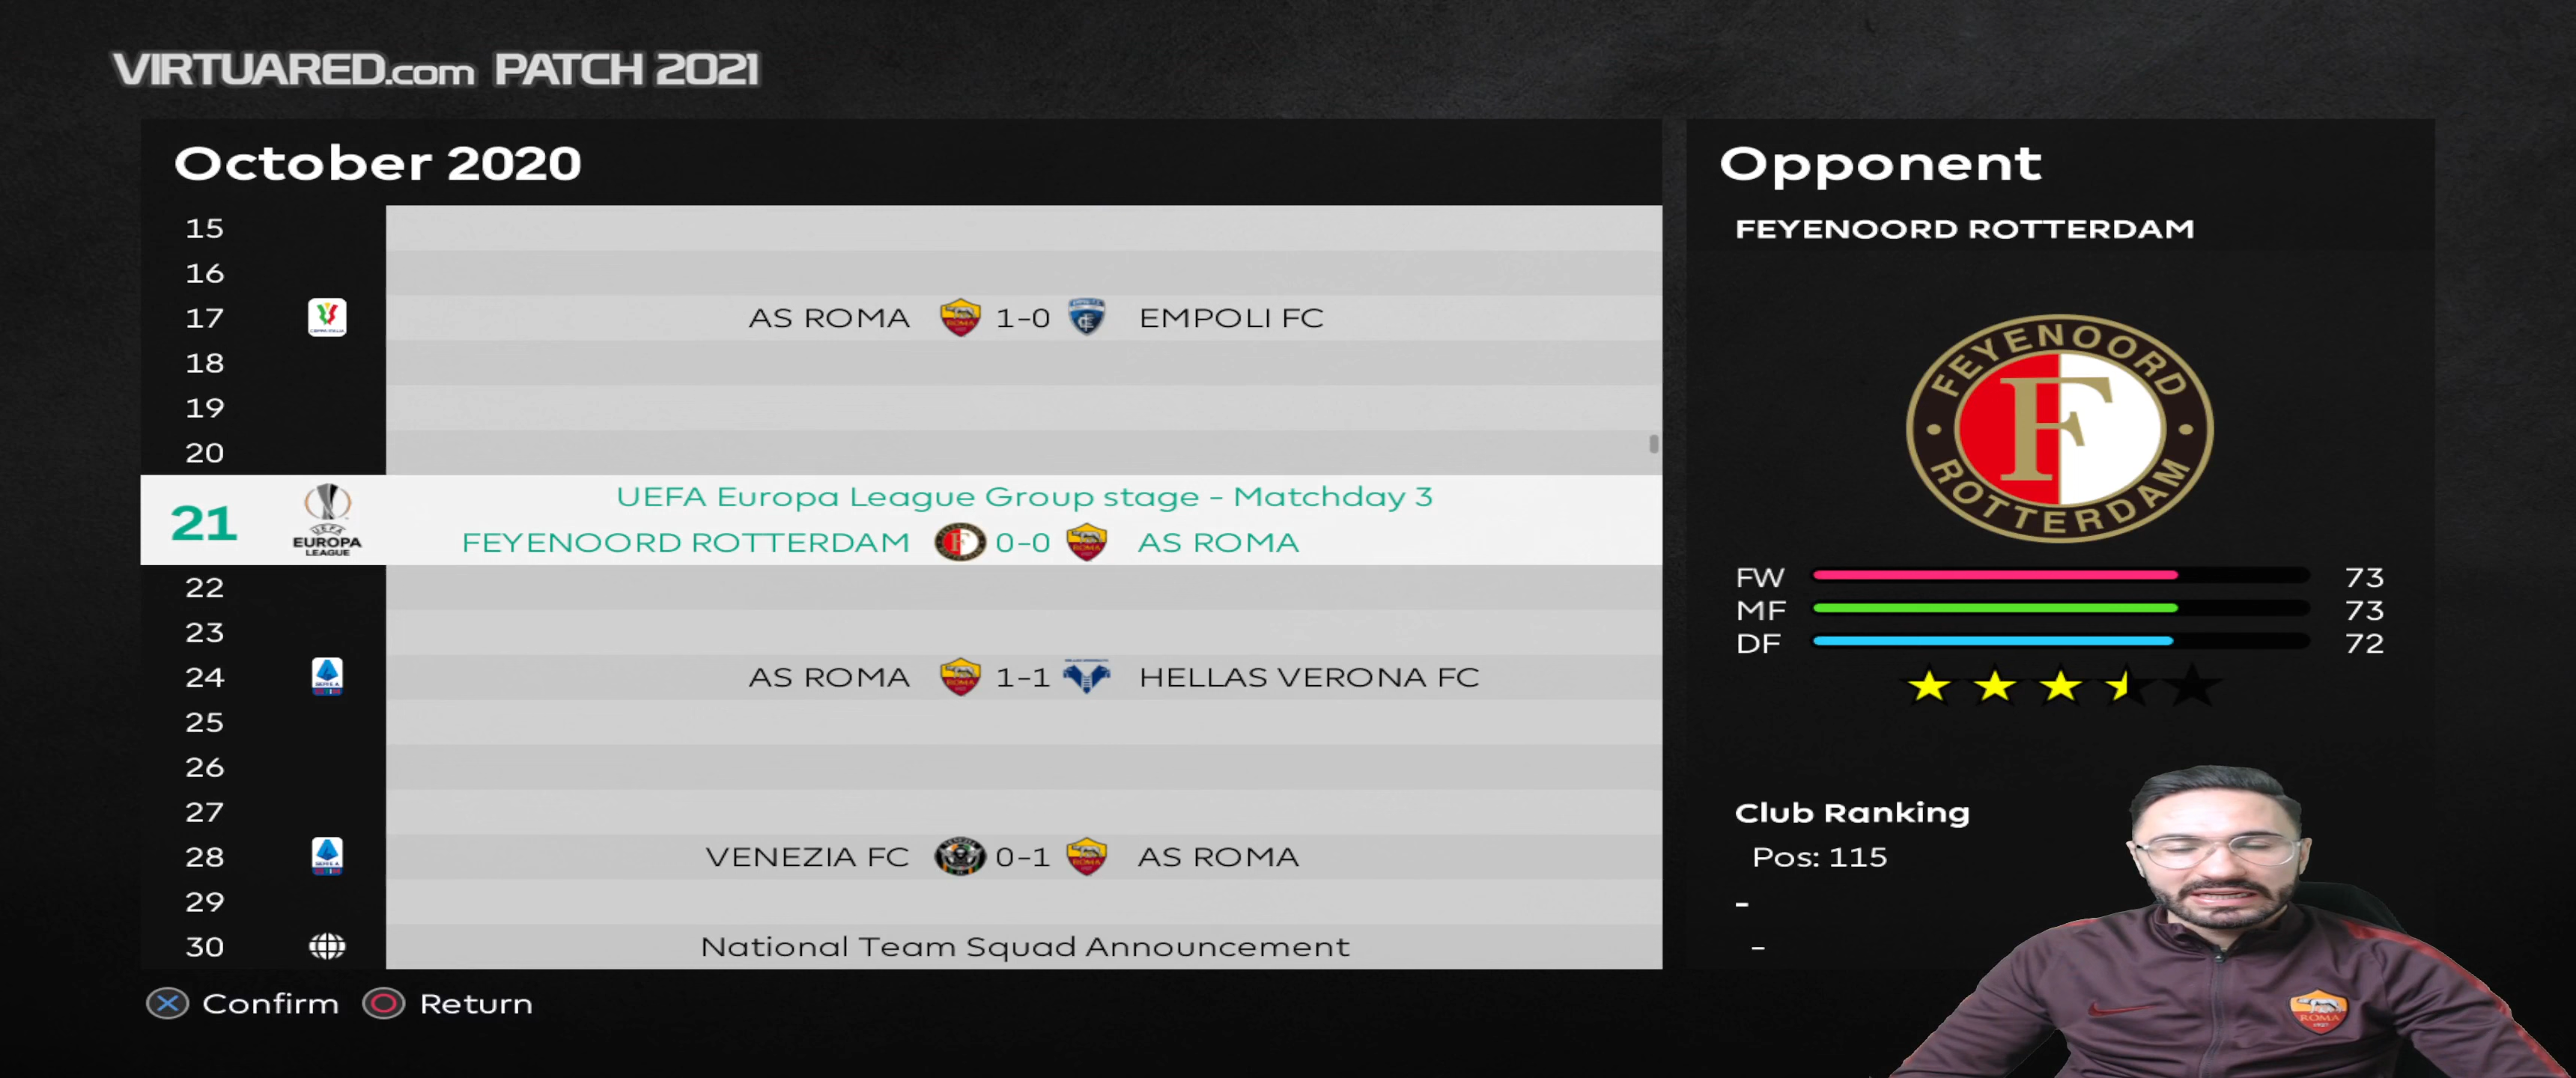 VIRTUARED.com PATCH 2021
October 2020
15
16
17 AS ROMA 1-0 EMPOLI FC
18
19
20
21 UEFA EUROPA LEAGUE UEFA Europa League Group stage - Matchday 3
FEYENOORD ROTTERDAM 0-0 AS ROMA
22
23
24 AS ROMA 1-1 HELLAS VERONA FC
25
26
27
28 VENEZIA FC 0-1 AS ROMA
29
30 National Team Squad Announcement
Confirm Return
Opponent
FEYENOORD ROTTERDAM
FEYENOORD
F
ROTTERDAM
FW 73
MF 73
DF 72
Club Ranking
Pos: 115
-
-
ROMA
1927